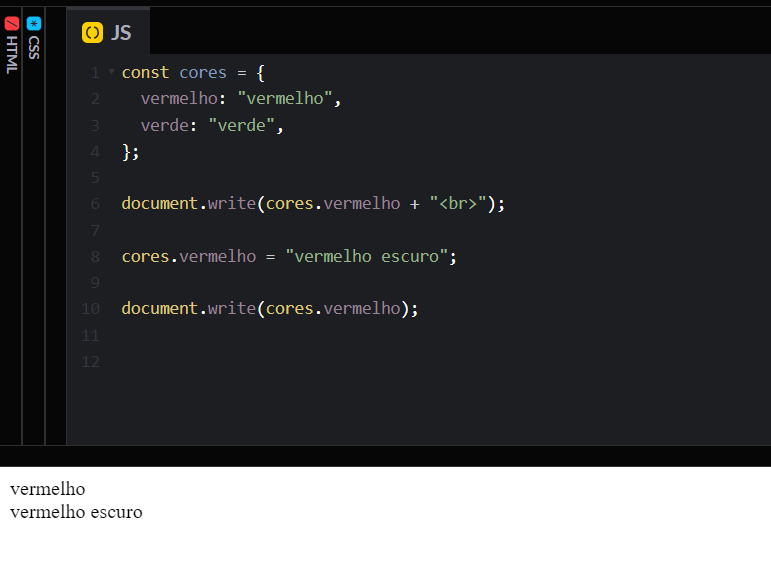 HTML
CSS
JS
1 const cores = {
2   vermelho: "vermelho",
3   verde: "verde",
4 };
5
6 document.write(cores.vermelho + "<br>");
7
8 cores.vermelho = "vermelho escuro";
9
10 document.write(cores.vermelho);
11
12
vermelho
vermelho escuro